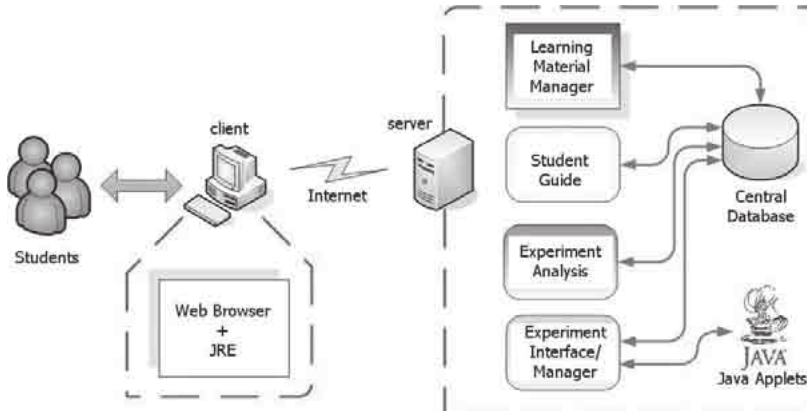 Learning
Material
Manager
client
server
Student
Guide
Internet
Central
Database
Students
Experiment
Analysis
Web Browser
+
JRE
Experiment
Interface/
Manager
JAVA
Java Applets